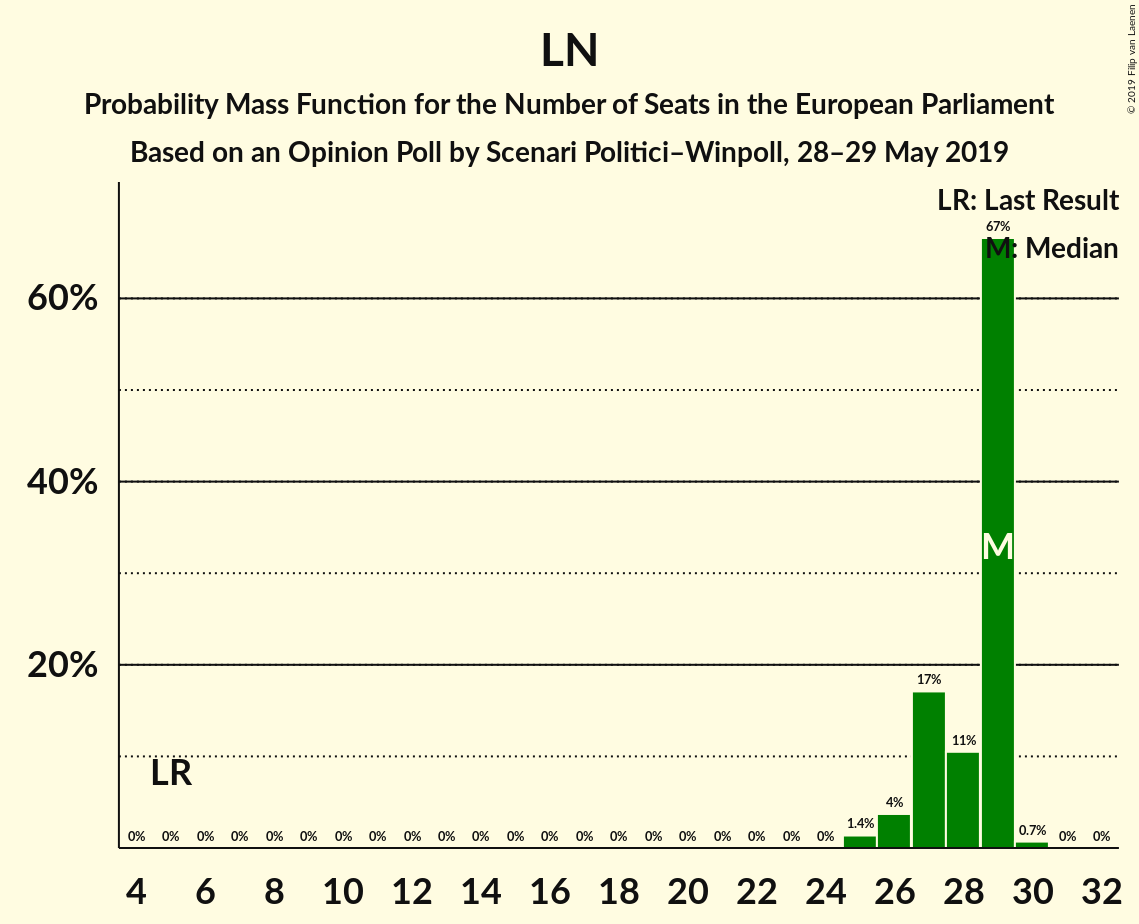 LN
Probability Mass Function for the Number of Seats in the European Parliament
Based on an Opinion Poll by Scenari Politici–Winpoll, 28–29 May 2019
© 2019 Filip van Laenen
LR: Last Result
M: Median
67%
60%
40%
M
20%
17%
11%
LR
4%
1.4%
0.7%
0% 0% 0% 0% 0% 0% 0% 0% 0% 0% 0% 0% 0% 0% 0% 0% 0% 0% 0% 0% 0% 0% 0%
4 6 8 10 12 14 16 18 20 22 24 26 28 30 32